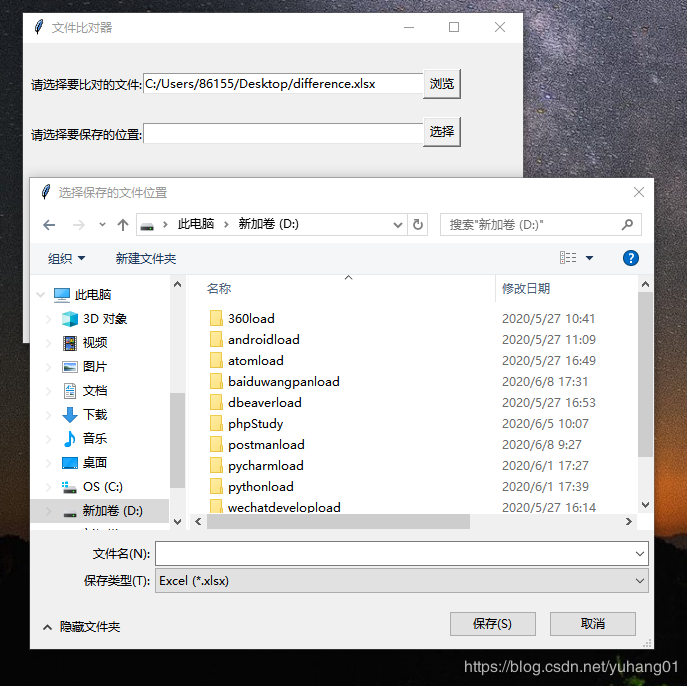 文件比对器
请选择要比对的文件: C:/Users/86155/Desktop/difference.xlsx 浏览
请选择要保存的位置: 选择
选择保存的文件位置
此电脑 新加卷 (D:) 搜索"新加卷 (D:)"
组织 新建文件夹
名称 修改日期
此电脑
3D 对象
视频
图片
文档
下载
音乐
桌面
OS (C:)
新加卷 (D:)
360load 2020/5/27 10:41
androidload 2020/5/27 11:09
atomload 2020/5/27 16:49
baiduwangpanload 2020/6/8 17:31
dbeaverload 2020/5/27 16:53
phpStudy 2020/6/5 10:07
postmanload 2020/6/8 9:27
pycharmload 2020/6/1 17:27
pythonload 2020/6/1 17:39
wechatdevelopload 2020/5/27 16:14
文件名(N):
保存类型(T): Excel (*.xlsx)
隐藏文件夹 保存(S) 取消
https://blog.csdn.net/yuhang01